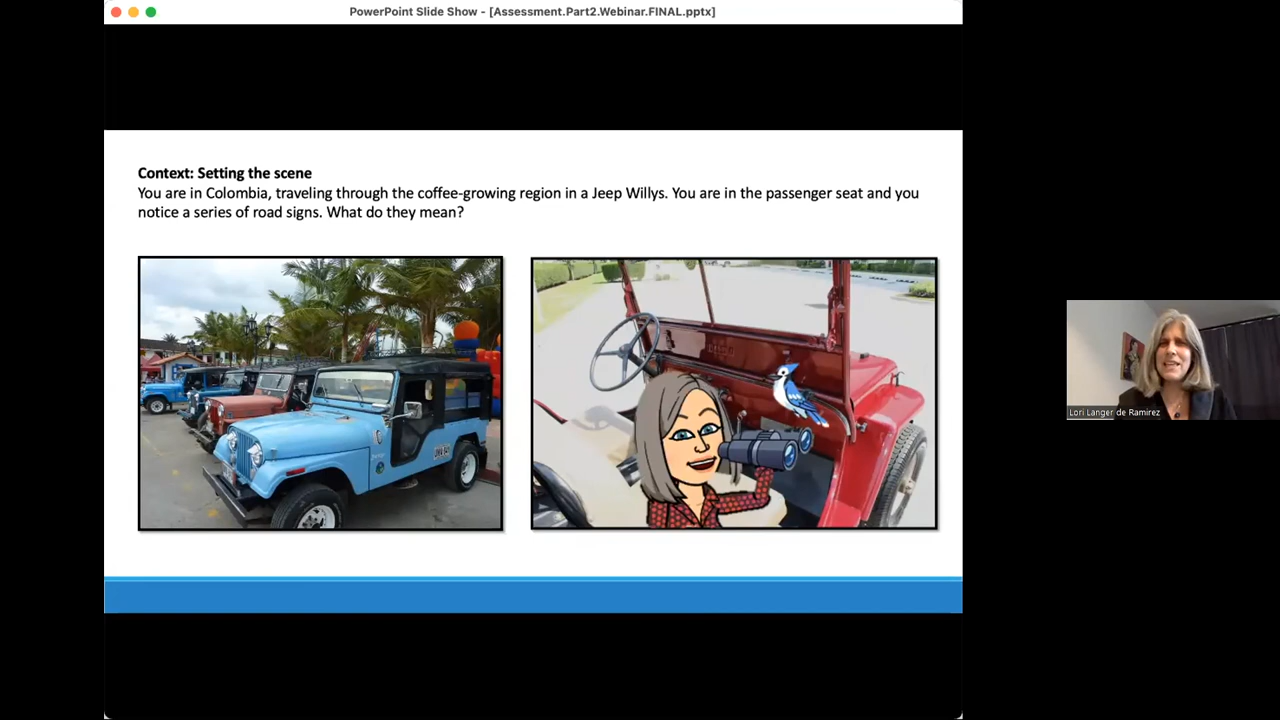 PowerPoint Slide Show - [Assessment.Part2.Webinar.FINAL.pptx]
Context: Setting the scene
You are in Colombia, traveling through the coffee-growing region in a Jeep Willys. You are in the passenger seat and you
notice a series of road signs. What do they mean?
Lori Langer de Ramirez